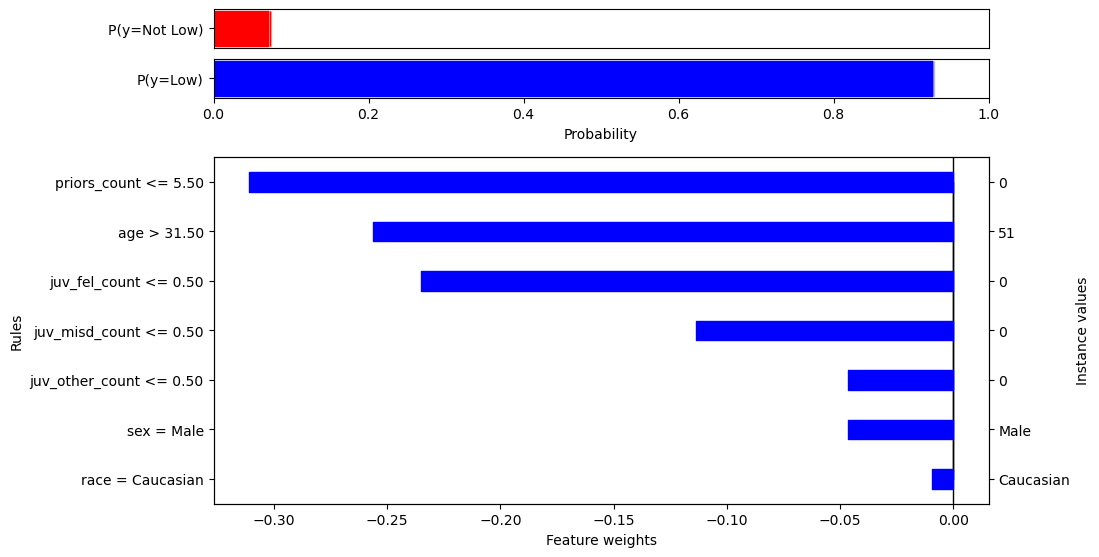 P(y=Not Low)
P(y=Low)
0.0 0.2 0.4 0.6 0.8 1.0
Probability
Rules
priors_count <= 5.50 0
age > 31.50 51
juv_fel_count <= 0.50 0
juv_misd_count <= 0.50 0
juv_other_count <= 0.50 0
sex = Male Male
race = Caucasian Caucasian
Instance values
−0.30 −0.25 −0.20 −0.15 −0.10 −0.05 0.00
Feature weights